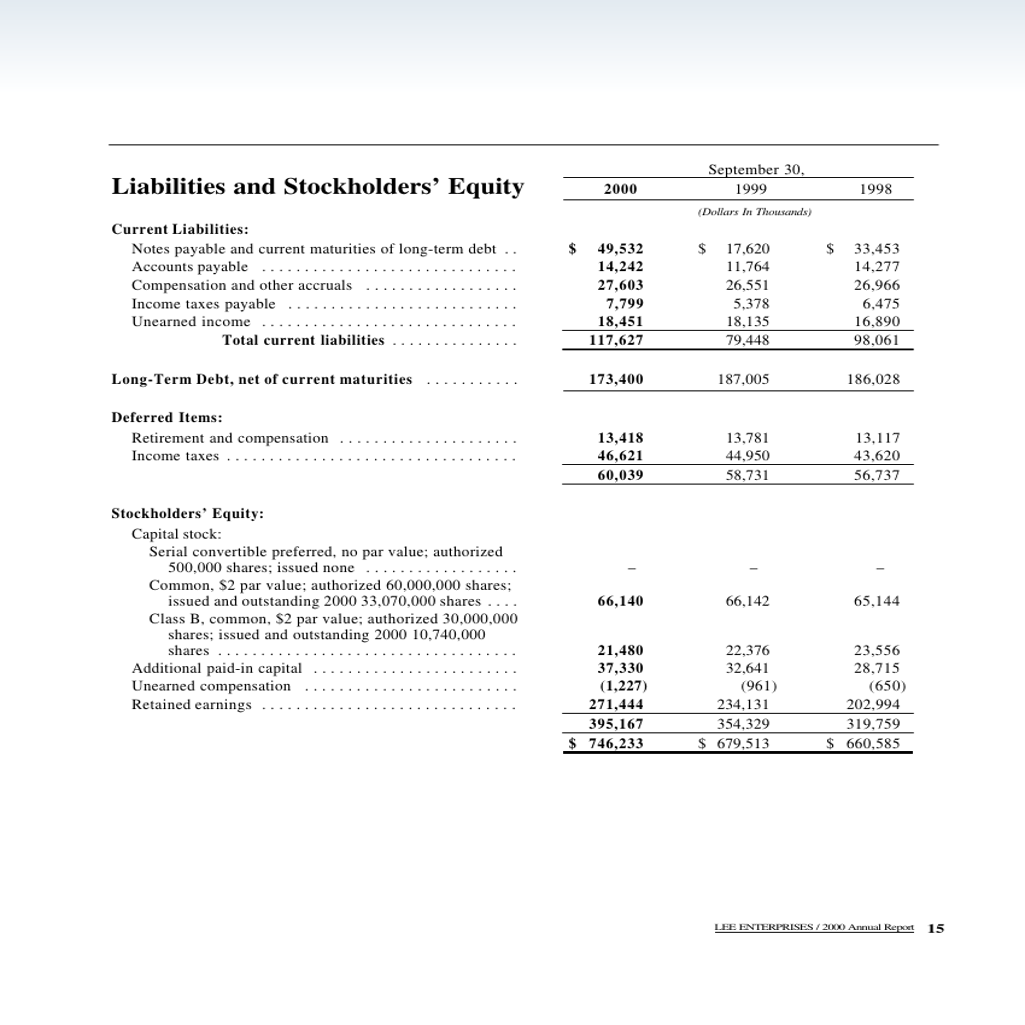 September 30,
Liabilities and Stockholders’ Equity 2000 1999 1998
(Dollars In Thousands)
Current Liabilities:
Notes payable and current maturities of long-term debt . . $ 49,532 $ 17,620 $ 33,453
Accounts payable . . . . . . . . . . . . . . . . . . . . . . . . . . . . . . 14,242 11,764 14,277
Compensation and other accruals . . . . . . . . . . . . . . . . . . 27,603 26,551 26,966
Income taxes payable . . . . . . . . . . . . . . . . . . . . . . . . . . . 7,799 5,378 6,475
Unearned income . . . . . . . . . . . . . . . . . . . . . . . . . . . . . . 18,451 18,135 16,890
Total current liabilities . . . . . . . . . . . . . . . 117,627 79,448 98,061
Long-Term Debt, net of current maturities . . . . . . . . . . . 173,400 187,005 186,028
Deferred Items:
Retirement and compensation . . . . . . . . . . . . . . . . . . . . . 13,418 13,781 13,117
Income taxes . . . . . . . . . . . . . . . . . . . . . . . . . . . . . . . . . . 46,621 44,950 43,620
60,039 58,731 56,737
Stockholders’ Equity:
Capital stock:
Serial convertible preferred, no par value; authorized
500,000 shares; issued none . . . . . . . . . . . . . . . . . . – – –
Common, $2 par value; authorized 60,000,000 shares;
issued and outstanding 2000 33,070,000 shares . . . . 66,140 66,142 65,144
Class B, common, $2 par value; authorized 30,000,000
shares; issued and outstanding 2000 10,740,000
shares . . . . . . . . . . . . . . . . . . . . . . . . . . . . . . . . . . . 21,480 22,376 23,556
Additional paid-in capital . . . . . . . . . . . . . . . . . . . . . . . . 37,330 32,641 28,715
Unearned compensation . . . . . . . . . . . . . . . . . . . . . . . . . (1,227) (961) (650)
Retained earnings . . . . . . . . . . . . . . . . . . . . . . . . . . . . . . 271,444 234,131 202,994
395,167 354,329 319,759
$ 746,233 $ 679,513 $ 660,585
LEE ENTERPRISES / 2000 Annual Report 15